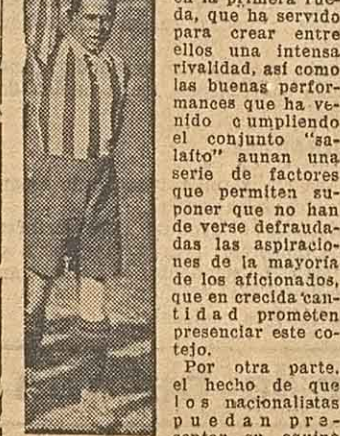 en la primera rue-
da, que ha servido
para crear entre
ellos una intensa
rivalidad, así como
las buenas perfor-
mances que ha ve-
nido cumpliendo
el conjunto "sa-
laíto" aunan una
serie de factores
que permiten su-
poner que no han
de verse defrauda-
das las aspiracio-
nes de la mayoría
de los aficionados,
que en crecida can-
tidad prometen
presenciar este co-
tejo.
Por otra parte,
el hecho de que
los nacionalistas
puedan pre-